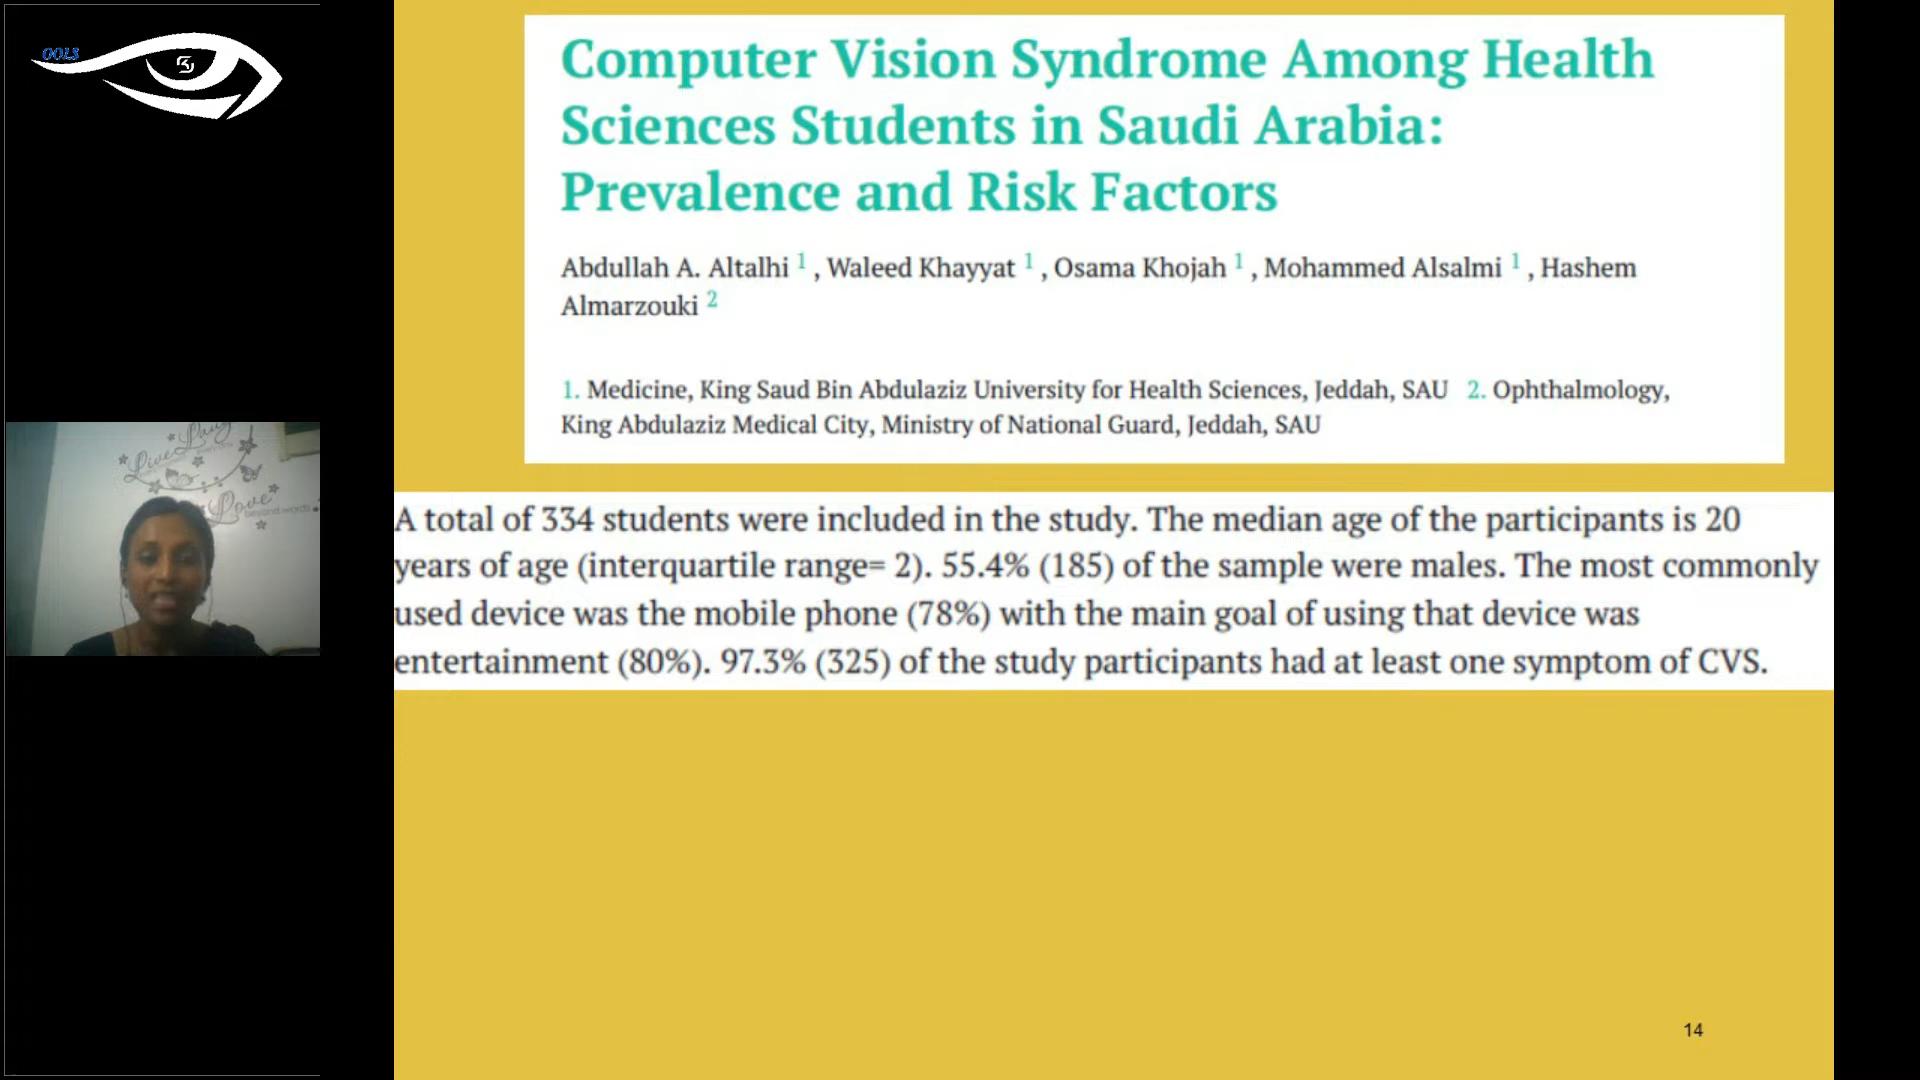 OOLS
Live Laug
Love
beyond words
Computer Vision Syndrome Among Health
Sciences Students in Saudi Arabia:
Prevalence and Risk Factors
Abdullah A. Altalhi 1 , Waleed Khayyat 1 , Osama Khojah 1 , Mohammed Alsalmi 1 , Hashem
Almarzouki 2
1. Medicine, King Saud Bin Abdulaziz University for Health Sciences, Jeddah, SAU 2. Ophthalmology,
King Abdulaziz Medical City, Ministry of National Guard, Jeddah, SAU
A total of 334 students were included in the study. The median age of the participants is 20
years of age (interquartile range= 2). 55.4% (185) of the sample were males. The most commonly
used device was the mobile phone (78%) with the main goal of using that device was
entertainment (80%). 97.3% (325) of the study participants had at least one symptom of CVS.
14